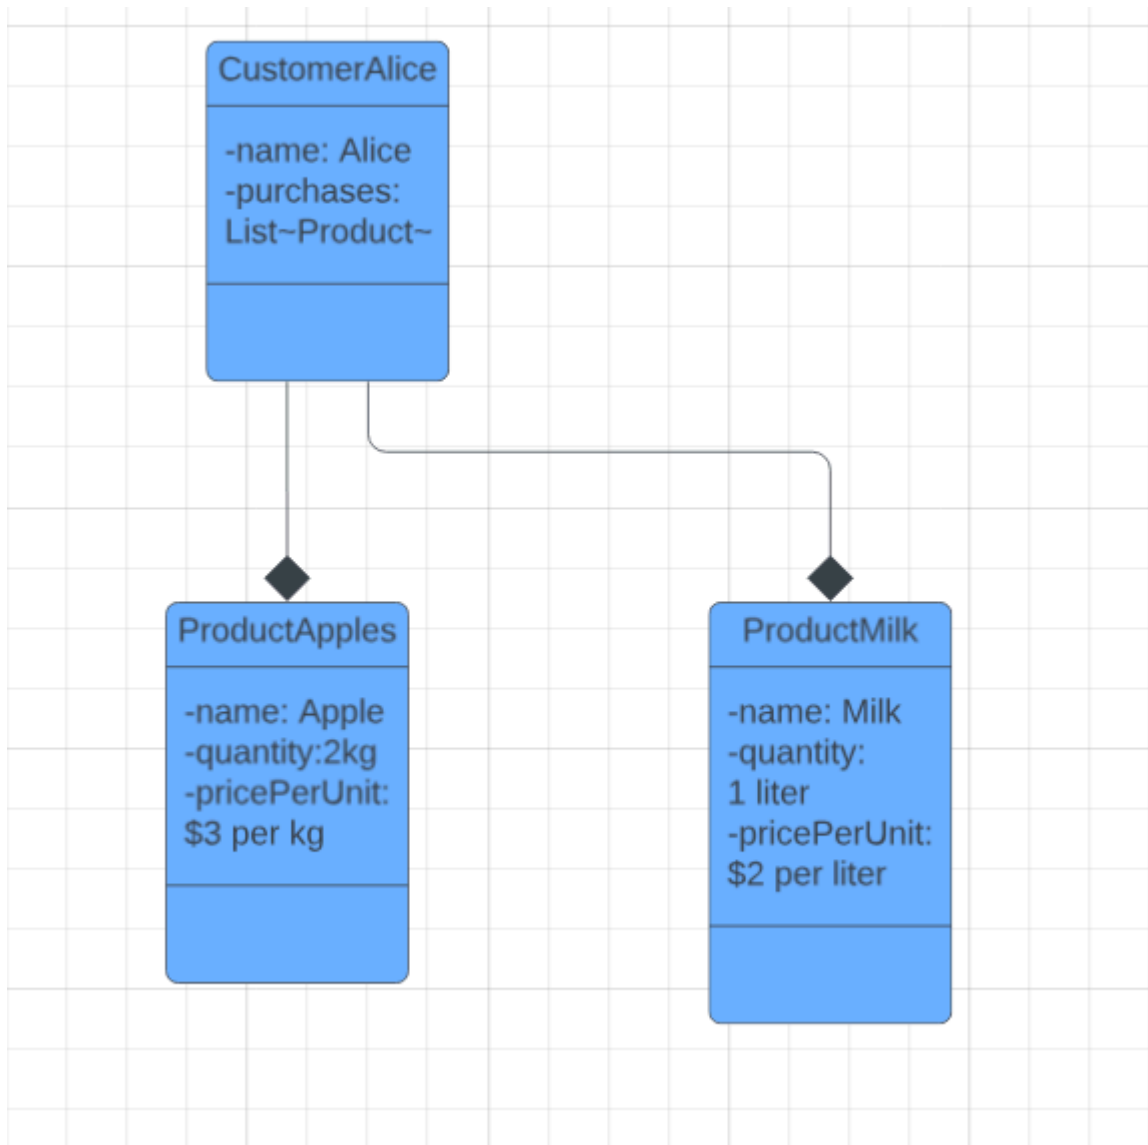 CustomerAlice
-name: Alice
-purchases:
List~Product~
ProductApples
-name: Apple
-quantity:2kg
-pricePerUnit:
$3 per kg
ProductMilk
-name: Milk
-quantity:
1 liter
-pricePerUnit:
$2 per liter